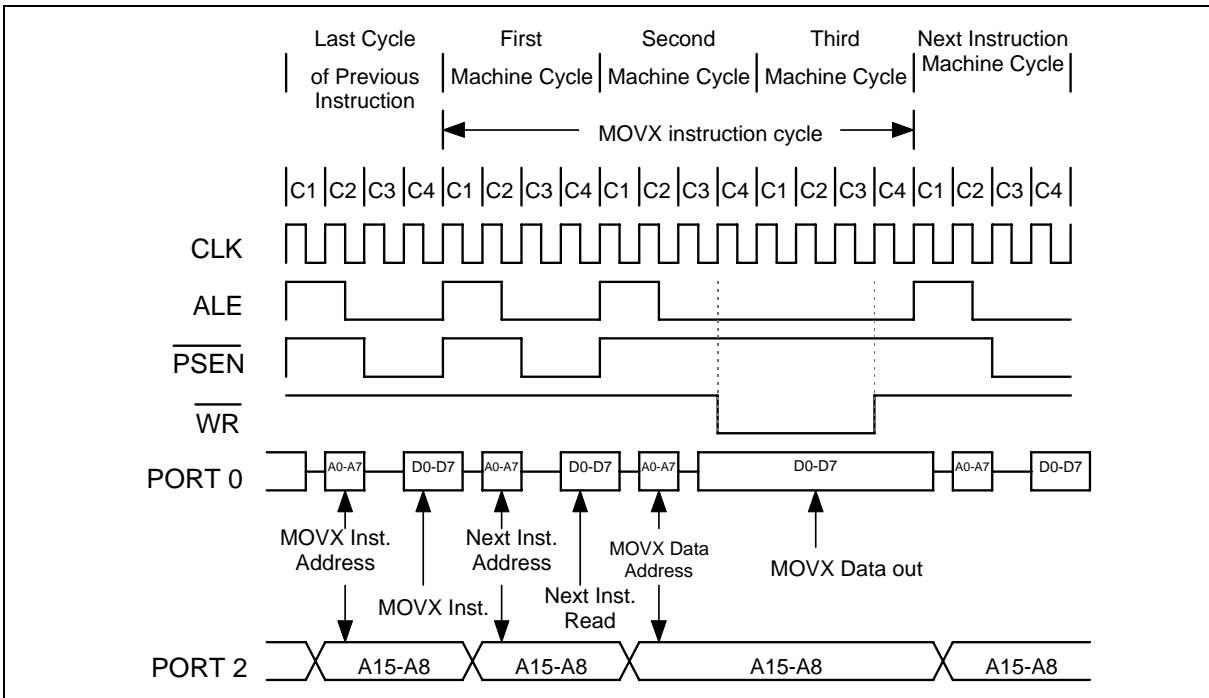 Last Cycle
of Previous
Instruction
First
Machine Cycle
Second
Machine Cycle
Third
Machine Cycle
Next Instruction
Machine Cycle
MOVX instruction cycle
C1 C2 C3 C4 C1 C2 C3 C4 C1 C2 C3 C4 C1 C2 C3 C4 C1 C2 C3 C4
CLK
ALE
PSEN
WR
PORT 0
A0-A7 D0-D7 A0-A7 D0-D7 A0-A7 D0-D7 A0-A7 D0-D7
MOVX Inst.
Address
MOVX Inst.
Next Inst.
Address
Next Inst.
Read
MOVX Data
Address
MOVX Data out
PORT 2
A15-A8 A15-A8 A15-A8 A15-A8